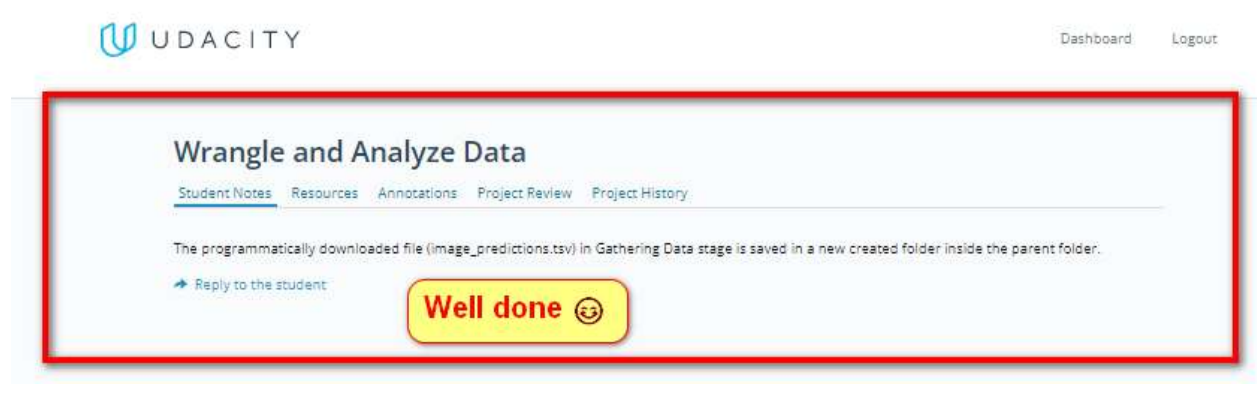 UDACITY
Dashboard Logout
Wrangle and Analyze Data
Student Notes Resources Annotations Project Review Project History
The programmatically downloaded file (image_predictions.tsv) in Gathering Data stage is saved in a new created folder inside the parent folder.
Reply to the student
Well done 😊